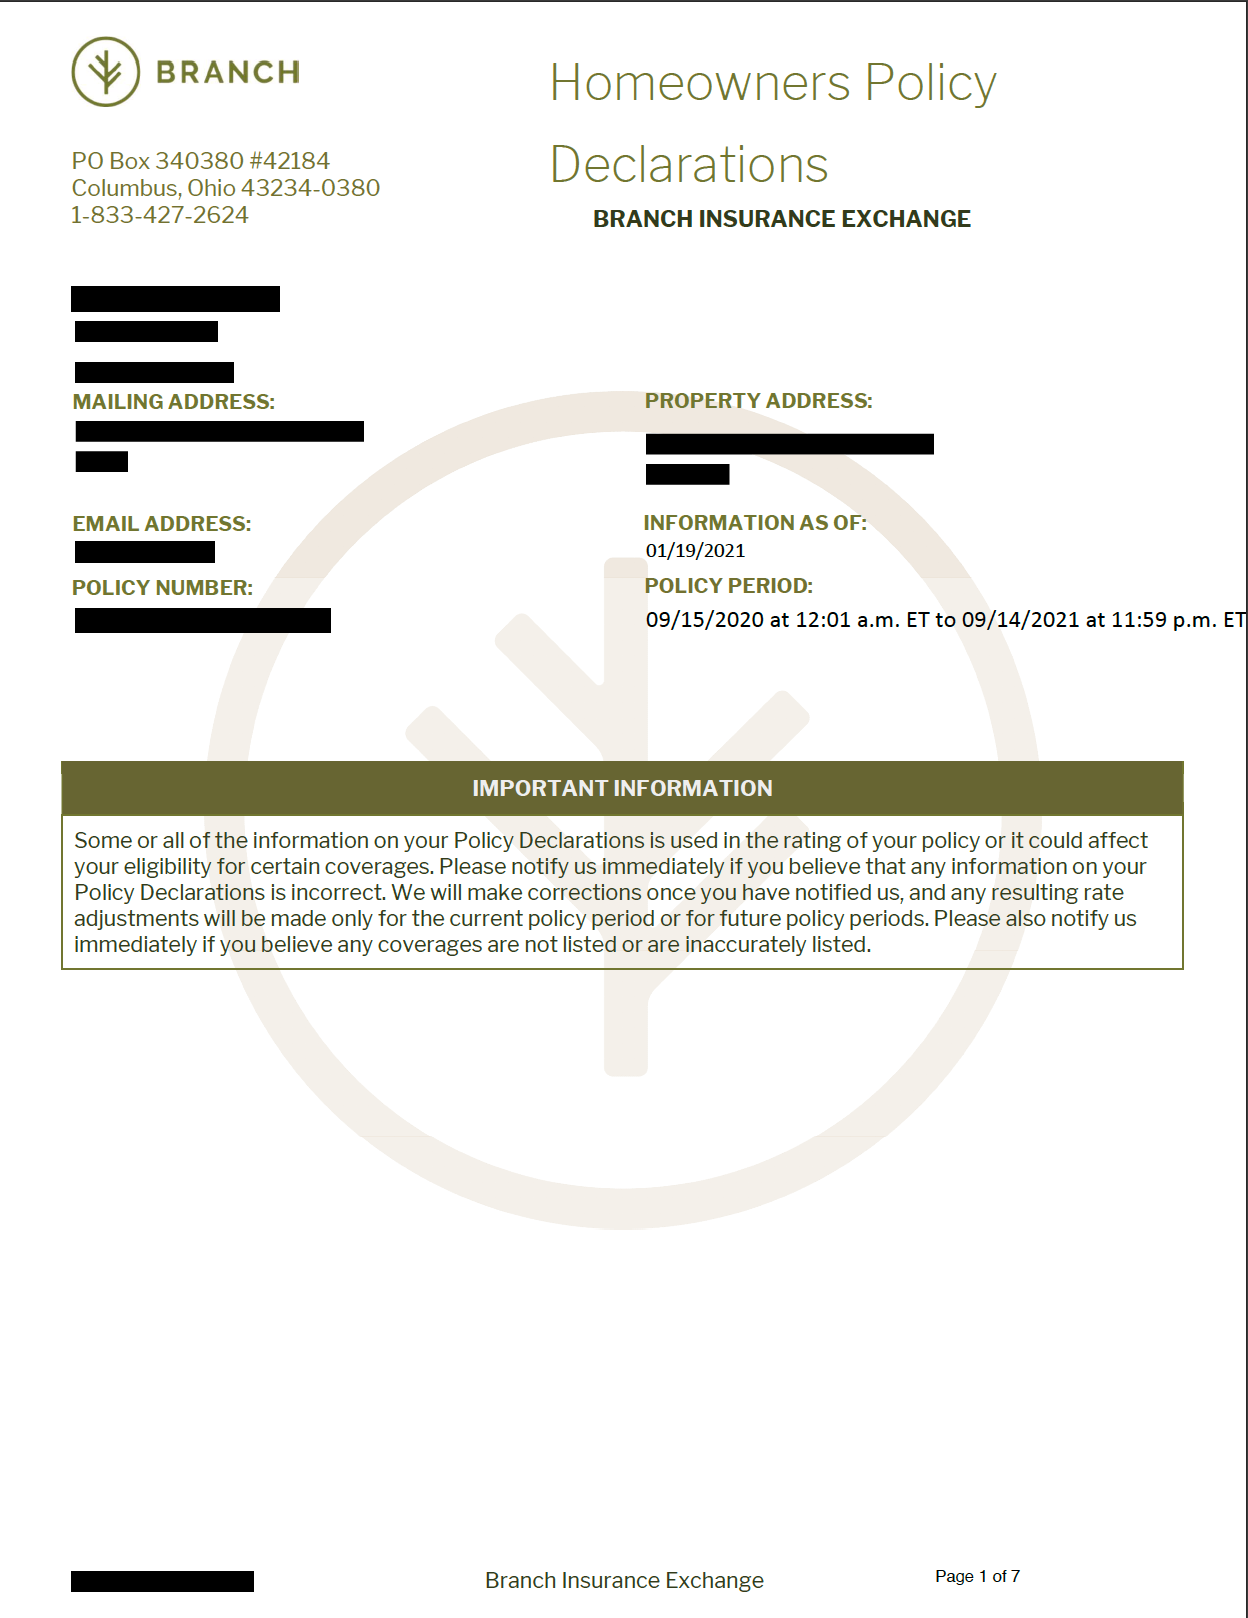 BRANCH
Homeowners Policy
Declarations
BRANCH INSURANCE EXCHANGE
PO Box 340380 #42184
Columbus, Ohio 43234-0380
1-833-427-2624
MAILING ADDRESS:
PROPERTY ADDRESS:
EMAIL ADDRESS:
INFORMATION AS OF:
01/19/2021
POLICY NUMBER:
POLICY PERIOD:
09/15/2020 at 12:01 a.m. ET to 09/14/2021 at 11:59 p.m. ET
IMPORTANT INFORMATION
Some or all of the information on your Policy Declarations is used in the rating of your policy or it could affect
your eligibility for certain coverages. Please notify us immediately if you believe that any information on your
Policy Declarations is incorrect. We will make corrections once you have notified us, and any resulting rate
adjustments will be made only for the current policy period or for future policy periods. Please also notify us
immediately if you believe any coverages are not listed or are inaccurately listed.
Branch Insurance Exchange
Page 1 of 7